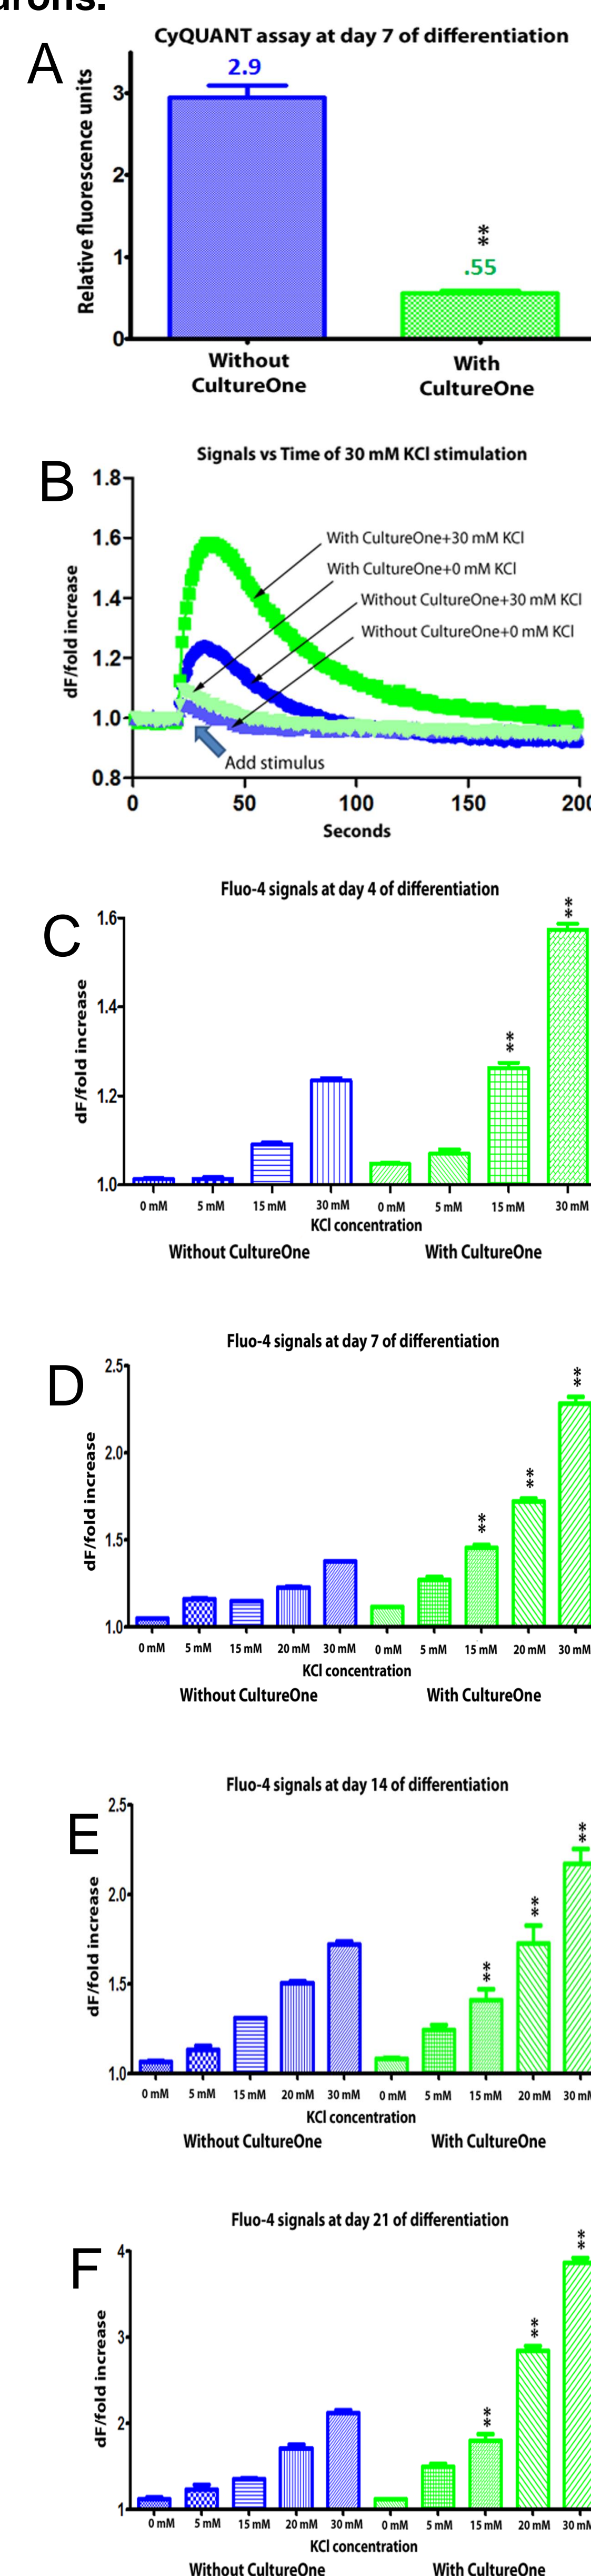 CyQUANT assay at day 7 of differentiation
A
Relative fluorescence units
3
2
1
0
2.9
**
.55
Without
CultureOne
With
CultureOne
Signals vs Time of 30 mM KCl stimulation
B
dF/fold increase
1.8
1.6
1.4
1.2
1.0
0.8
With CultureOne+30 mM KCl
With CultureOne+0 mM KCl
Without CultureOne+30 mM KCl
Without CultureOne+0 mM KCl
Add stimulus
0 50 100 150 200
Seconds
Fluo-4 signals at day 4 of differentiation
C
dF/fold increase
1.6
1.4
1.2
1.0
**
**
0 mM 5 mM 15 mM 30 mM 0 mM 5 mM 15 mM 30 mM
KCl concentration
Without CultureOne With CultureOne
Fluo-4 signals at day 7 of differentiation
D
dF/fold increase
2.5
2.0
1.5
1.0
**
**
**
0 mM 5 mM 15 mM 20 mM 30 mM 0 mM 5 mM 15 mM 20 mM 30 mM
KCl concentration
Without CultureOne With CultureOne
Fluo-4 signals at day 14 of differentiation
E
dF/fold increase
2.5
2.0
1.5
1.0
**
**
**
0 mM 5 mM 15 mM 20 mM 30 mM 0 mM 5 mM 15 mM 20 mM 30 mM
KCl concentration
Without CultureOne With CultureOne
Fluo-4 signals at day 21 of differentiation
F
dF/fold increase
4
3
2
1
**
**
**
0 mM 5 mM 15 mM 20 mM 30 mM 0 mM 5 mM 15 mM 20 mM 30 mM
KCl concentration
Without CultureOne With CultureOne